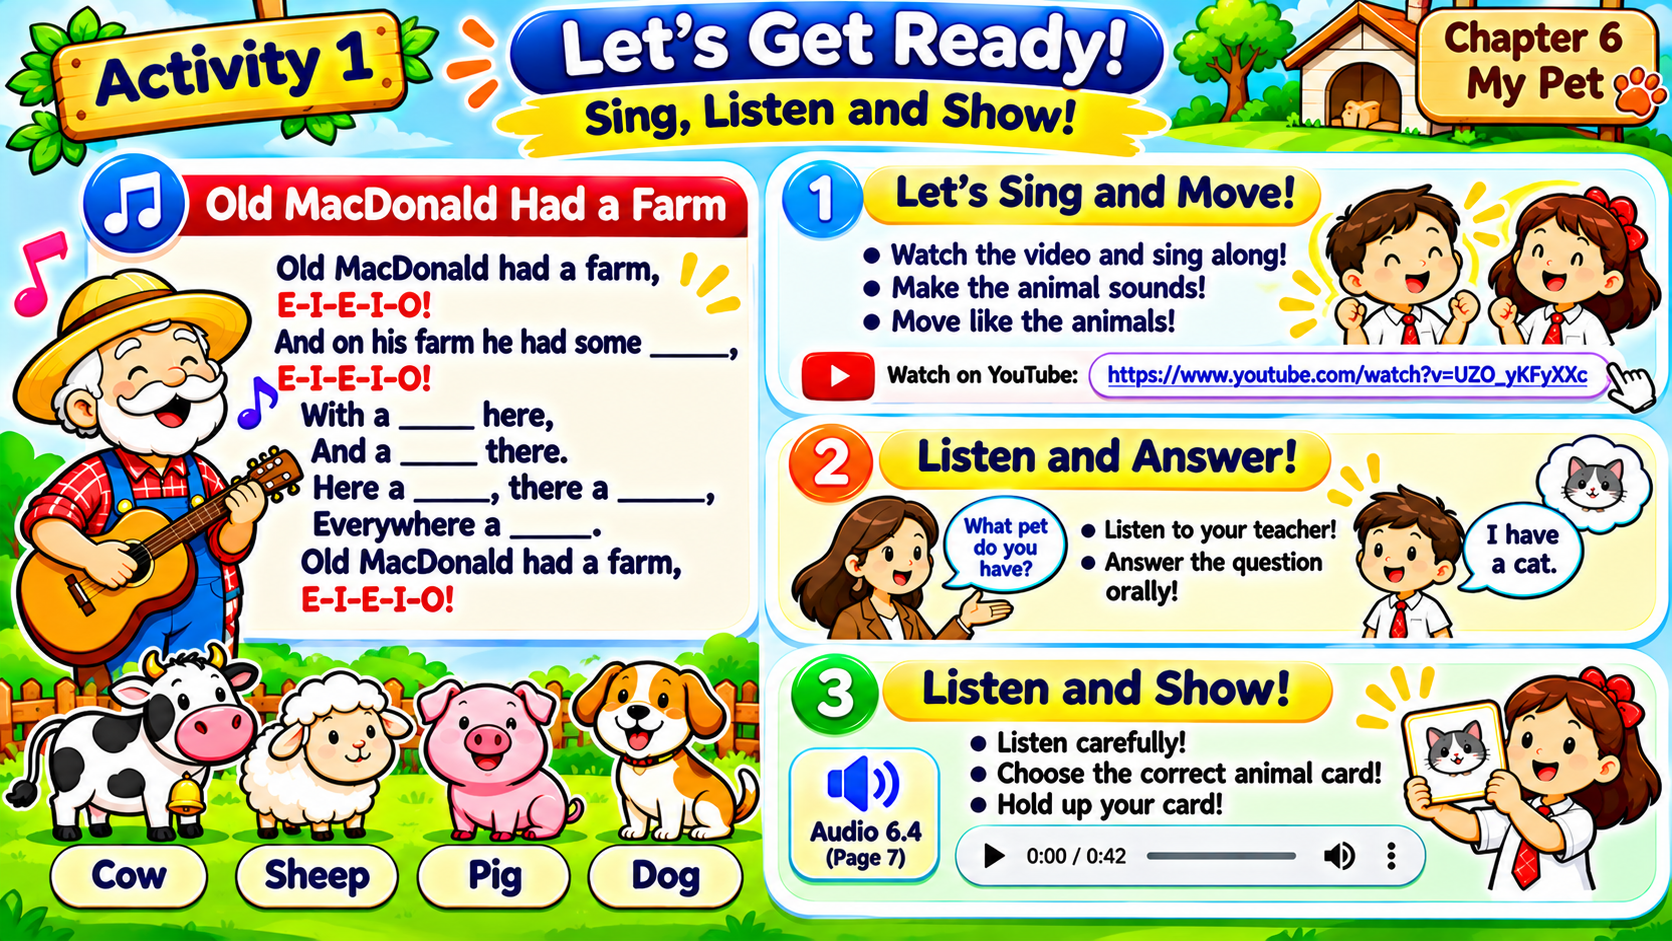 Activity 1
Let's Get Ready!
Sing, Listen and Show!
Chapter 6
My Pet
Old MacDonald Had a Farm
Old MacDonald had a farm,
E-I-E-I-O!
And on his farm he had some _____,
E-I-E-I-O!
With a _____ here,
And a _____ there.
Here a _____, there a _____,
Everywhere a _____.
Old MacDonald had a farm,
E-I-E-I-O!
Cow
Sheep
Pig
Dog
1
Let's Sing and Move!
● Watch the video and sing along!
● Make the animal sounds!
● Move like the animals!
Watch on YouTube: https://www.youtube.com/watch?v=UZO_yKFyXXc
2
Listen and Answer!
What pet
do you
have?
● Listen to your teacher!
● Answer the question
orally!
I have
a cat.
3
Listen and Show!
● Listen carefully!
● Choose the correct animal card!
● Hold up your card!
Audio 6.4
(Page 7)
0:00 / 0:42